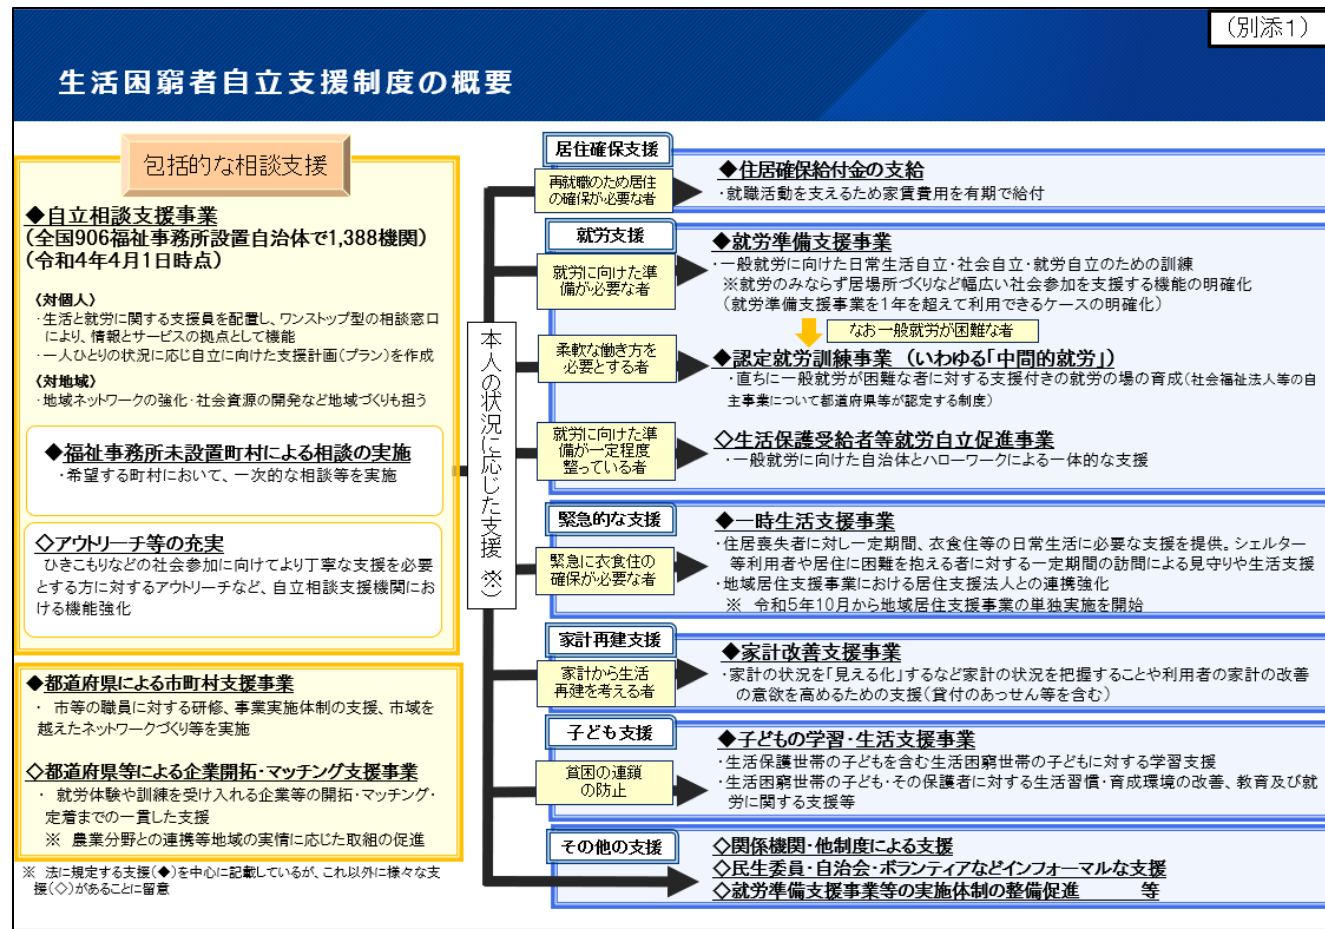 （別添１）
生活困窮者自立支援制度の概要
包括的な相談支援
◆自立相談支援事業
（全国906福祉事務所設置自治体で1,388機関）
（令和４年４月１日時点）
〈対個人〉
・生活と就労に関する支援員を配置し、ワンストップ型の相談窓口
により、情報とサービスの拠点として機能
・一人ひとりの状況に応じ自立に向けた支援計画（プラン）を作成
〈対地域〉
・地域ネットワークの強化・社会資源の開発など地域づくりも担う
◆福祉事務所未設置町村による相談の実施
・希望する町村において、一次的な相談等を実施
◇アウトリーチ等の充実
ひきこもりなどの社会参加に向けてより丁寧な支援を必要
とする方に対するアウトリーチなど、自立相談支援機関にお
ける機能強化
◆都道府県による市町村支援事業
・ 市等の職員に対する研修、事業実施体制の支援、市域を
越えたネットワークづくり等を実施
◇都道府県等による企業開拓・マッチング支援事業
・ 就労体験や訓練を受け入れる企業等の開拓・マッチング・
定着までの一貫した支援
※ 農業分野との連携等地域の実情に応じた取組の促進
※ 法に規定する支援（◆）を中心に記載しているが、これ以外に様々な支
援（◇）があることに留意
本人の状況に応じた支援（※）
居住確保支援
再就職のため居住
の確保が必要な者
◆住居確保給付金の支給
・就職活動を支えるため家賃費用を有期で給付
就労支援
就労に向けた準
備が必要な者
◆就労準備支援事業
・一般就労に向けた日常生活自立・社会自立・就労自立のための訓練
※就労のみならず居場所づくりなど幅広い社会参加を支援する機能の明確化
（就労準備支援事業を１年を超えて利用できるケースの明確化）
なお一般就労が困難な者
柔軟な働き方を
必要とする者
◆認定就労訓練事業 （いわゆる「中間的就労」）
・直ちに一般就労が困難な者に対する支援付きの就労の場の育成（社会福祉法人等の自
主事業について都道府県等が認定する制度）
就労に向けた準
備が一定程度
整っている者
◇生活保護受給者等就労自立促進事業
・一般就労に向けた自治体とハローワークによる一体的な支援
緊急的な支援
緊急に衣食住の
確保が必要な者
◆一時生活支援事業
・住居喪失者に対し一定期間、衣食住等の日常生活に必要な支援を提供。シェルター
等利用者や居住に困難を抱える者に対する一定期間の訪問による見守りや生活支援
・地域居住支援事業における居住支援法人との連携強化
※ 令和５年10月から地域居住支援事業の単独実施を開始
家計再建支援
家計から生活
再建を考える者
◆家計改善支援事業
・家計の状況を「見える化」するなど家計の状況を把握することや利用者の家計の改善
の意欲を高めるための支援（貸付のあっせん等を含む）
子ども支援
貧困の連鎖
の防止
◆子どもの学習・生活支援事業
・生活保護世帯の子どもを含む生活困窮世帯の子どもに対する学習支援
・生活困窮世帯の子ども・その保護者に対する生活習慣・育成環境の改善、教育及び就
労に関する支援等
その他の支援
◇関係機関・他制度による支援
◇民生委員・自治会・ボランティアなどインフォーマルな支援
◇就労準備支援事業等の実施体制の整備促進 等